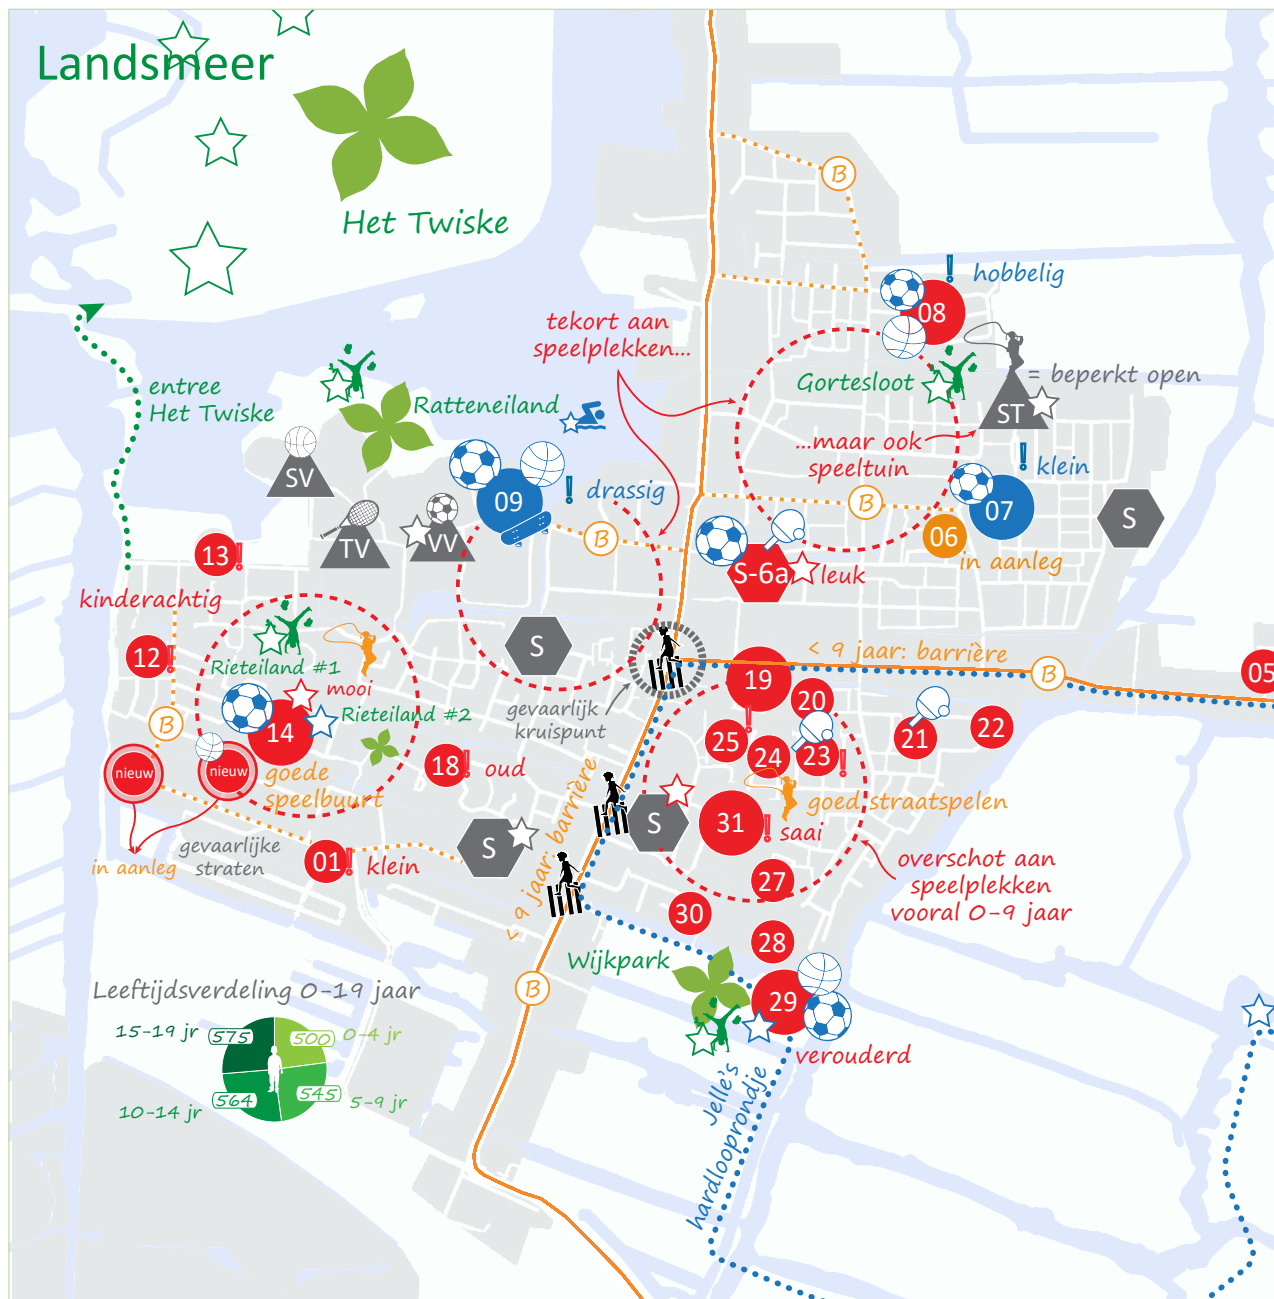 Landsmeer
Het Twiske
B
hobbelig
08
tekort aan
speelplekken...
Gortesloot
= beperkt open
ST
entree
Het Twiske
Ratteneiland
...maar ook
speeltuin
klein
SV
09
drassig
B
07
S
TV
VV
B
06
in aanleg
13
S-6a
leuk
kinderachtig
12
Rieteiland #1
S
< 9 jaar: barrière
B
05
mooi
Rieteiland #2
14
19
20
gevaarlijk
kruispunt
B
25
24
23
21
22
nieuw
nieuw
goede
speelbuurt
18
oud
< 9 jaar: barrière
goed straatspelen
S
31
saai
in aanleg
gevaarlijke
straten
01
klein
S
overschot aan
speelplekken
vooral 0-9 jaar
27
30
28
Wijkpark
B
29
verouderd
Jelle's
hardlooprondje
Leeftijdsverdeling 0-19 jaar
15-19 jr
575
500
0-4 jr
10-14 jr
564
545
5-9 jr